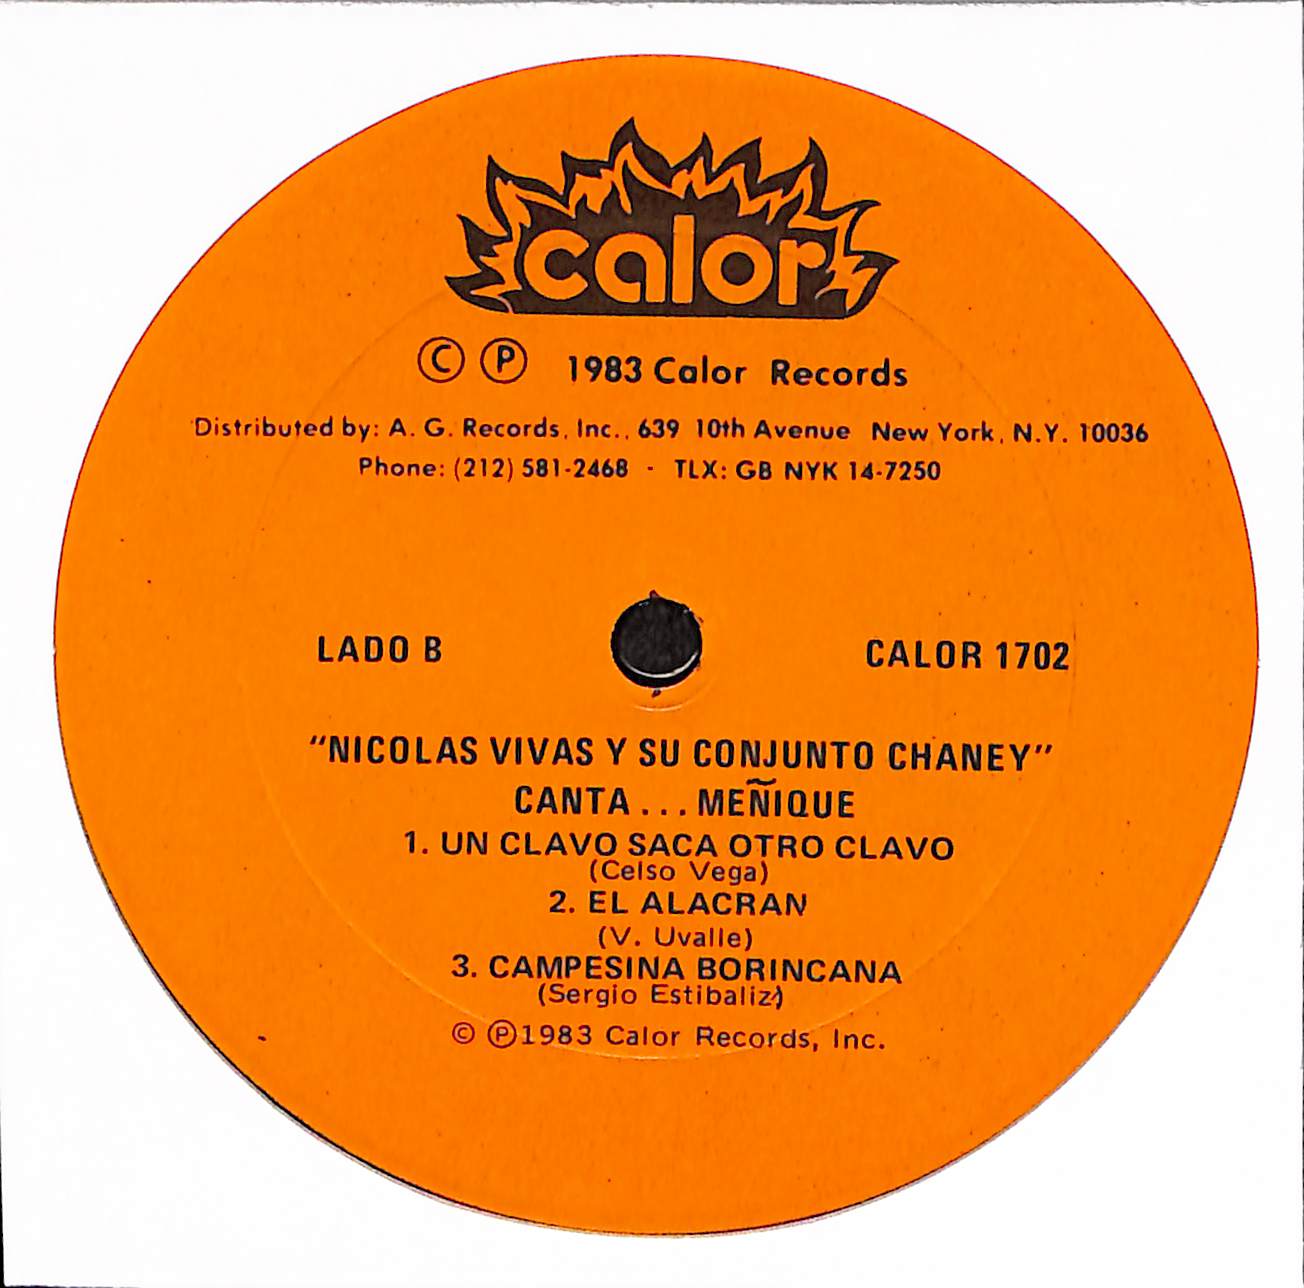 calor
Ⓒ Ⓟ 1983 Calor Records
Distributed by: A. G. Records, Inc., 639 10th Avenue New York, N.Y. 10036
Phone: (212) 581-2468 - TLX: GB NYK 14-7250
LADO B CALOR 1702
"NICOLAS VIVAS Y SU CONJUNTO CHANEY"
CANTA ... MEÑIQUE
1. UN CLAVO SACA OTRO CLAVO
(Celso Vega)
2. EL ALACRAN
(V. Uvalle)
3. CAMPESINA BORINCANA
(Sergio Estibaliz)
© Ⓟ1983 Calor Records, Inc.